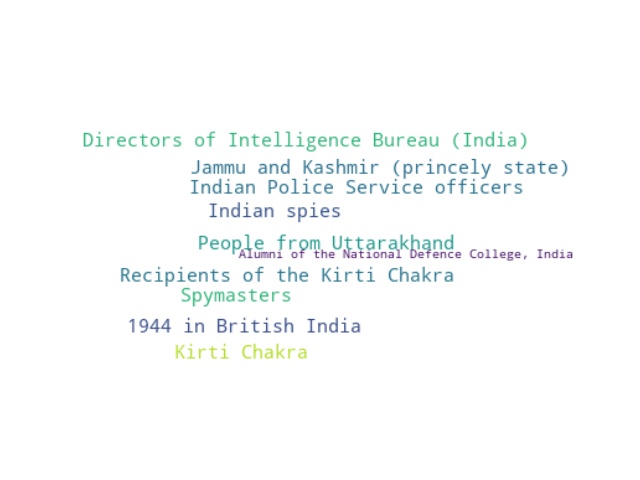 Directors of Intelligence Bureau (India)
Jammu and Kashmir (princely state)
Indian Police Service officers
Indian spies
People from Uttarakhand
Alumni of the National Defence College, India
Recipients of the Kirti Chakra
Spymasters
1944 in British India
Kirti Chakra